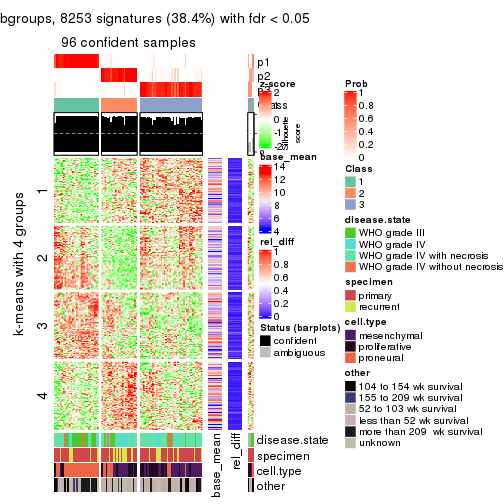 bgroups, 8253 signatures (38.4%) with fdr < 0.05
96 confident samples
p1
p2
p3
Class
Silhouette
score
k-means with 4 groups
1
2
3
4
base_mean
rel_diff
disease.state
specimen
cell.type
other
z-score
2
1
0
-1
-2
base_mean
14
12
10
8
6
4
rel_diff
1
0.8
0.6
0.4
0.2
0
Status (barplots)
confident
ambiguous
Prob
1
0.8
0.6
0.4
0.2
0
Class
1
2
3
disease.state
WHO grade III
WHO grade IV
WHO grade IV with necrosis
WHO grade IV without necrosis
specimen
primary
recurrent
cell.type
mesenchymal
proliferative
proneural
other
104 to 154 wk survival
155 to 209 wk survival
52 to 103 wk survival
less than 52 wk survival
more than 209  wk survival
unknown